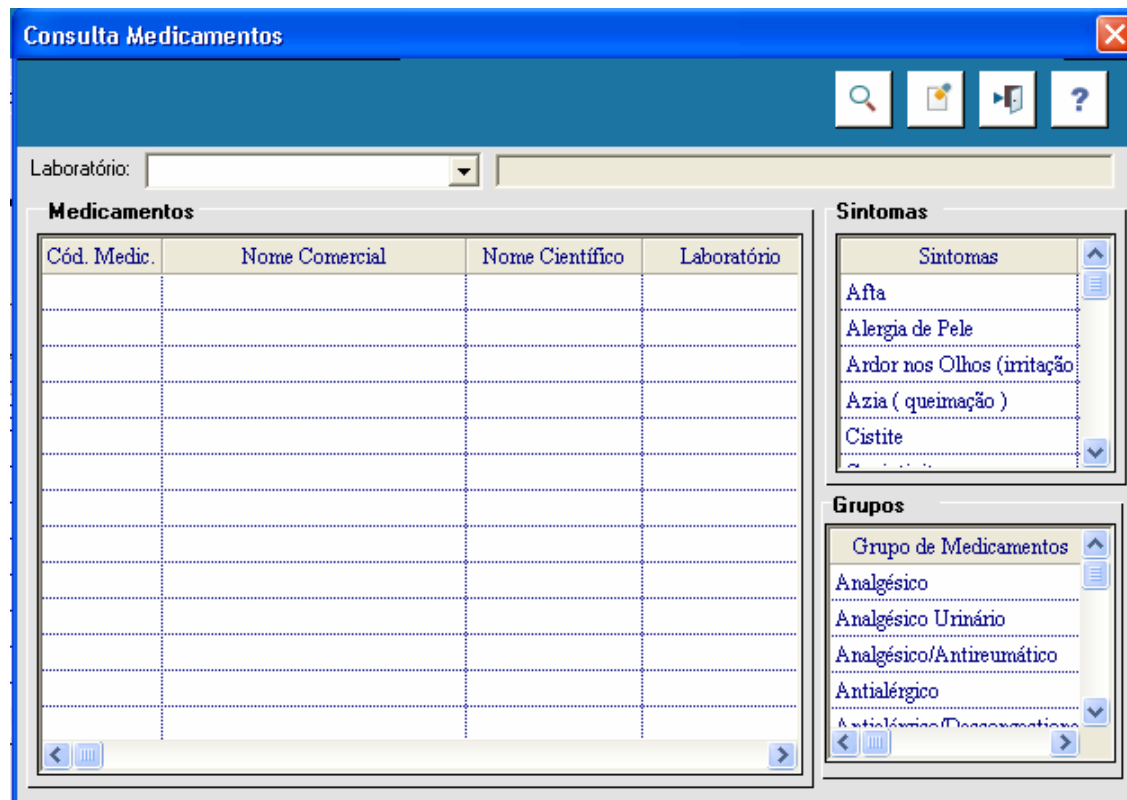 Consulta Medicamentos
?
Laboratório:
Medicamentos
Cód. Medic. Nome Comercial Nome Científico Laboratório
Sintomas
Sintomas
Afta
Alergia de Pele
Ardor nos Olhos (irritação
Azia ( queimação )
Cistite
Grupos
Grupo de Medicamentos
Analgésico
Analgésico Urinário
Analgésico/Antireumático
Antialérgico